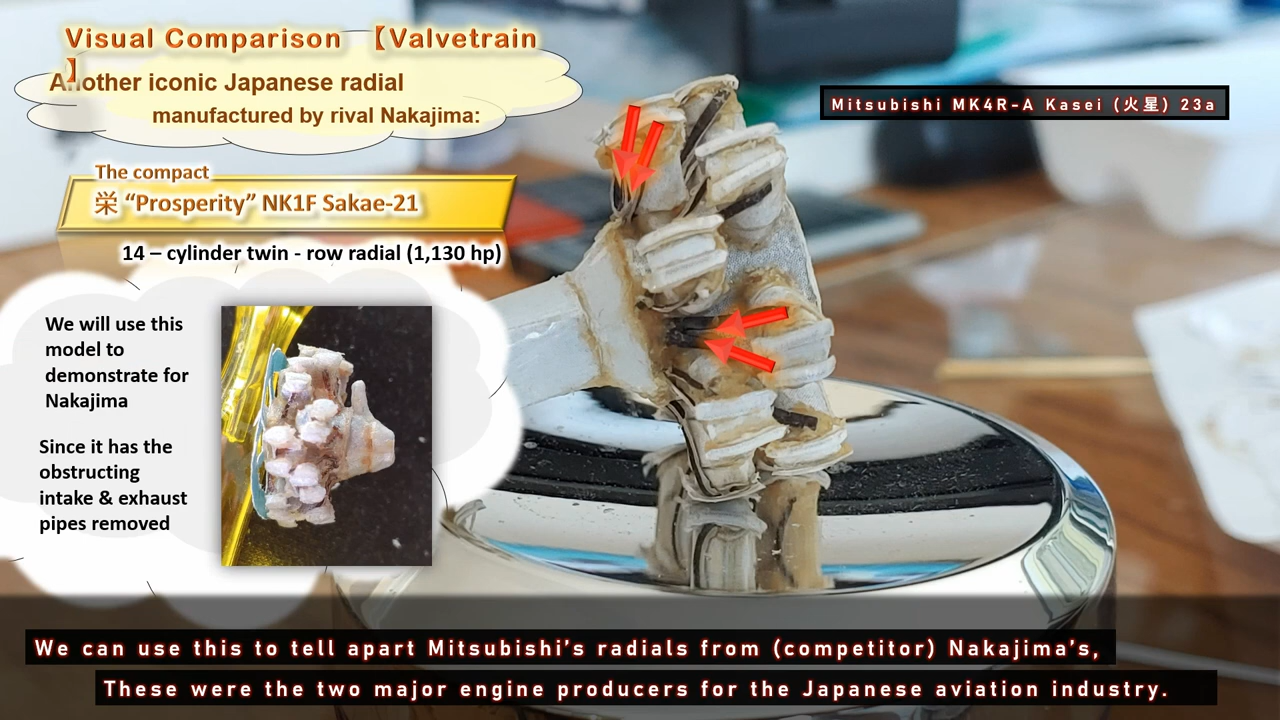 Visual Comparison 【Valvetrain
】
Another iconic Japanese radial
manufactured by rival Nakajima:
Mitsubishi MK4R-A Kasei (火星) 23a
The compact
栄 “Prosperity” NK1F Sakae-21
14 – cylinder twin - row radial (1,130 hp)
We will use this
model to
demonstrate for
Nakajima
Since it has the
obstructing
intake & exhaust
pipes removed
We can use this to tell apart Mitsubishi’s radials from (competitor) Nakajima’s,
These were the two major engine producers for the Japanese aviation industry.